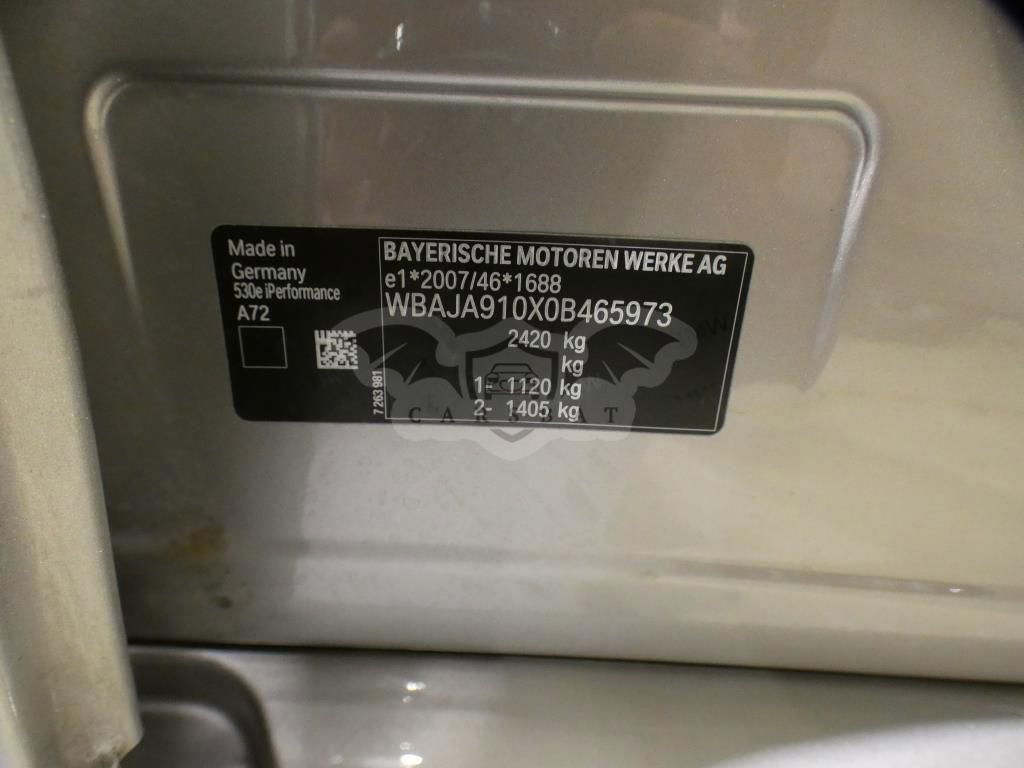 Made in
Germany
530e iPerformance
A72
7 263 981
BAYERISCHE MOTOREN WERKE AG
e1*2007/46*1688
WBAJA910X0B465973
2420 kg
kg
1- 1120 kg
2- 1405 kg
CARSBAT